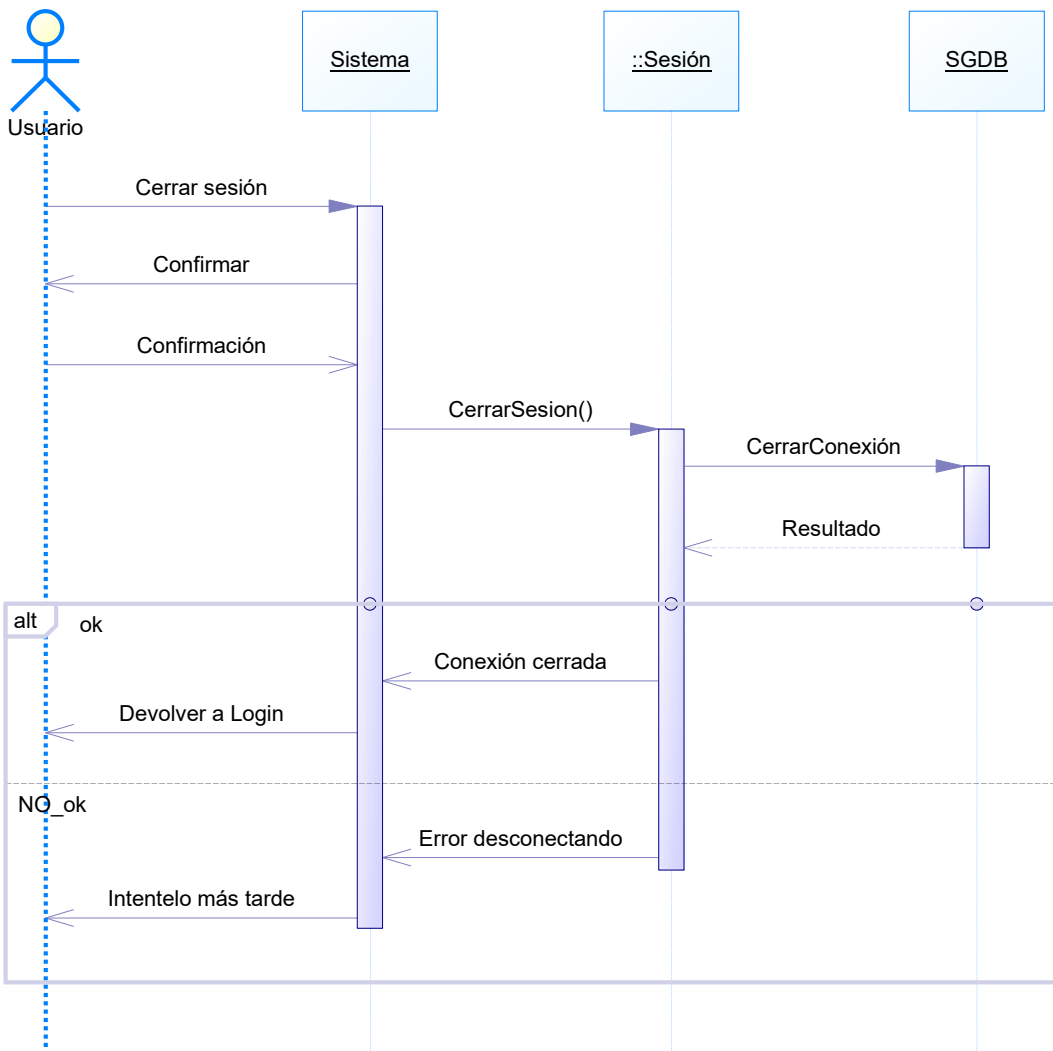 Sistema
::Sesión
SGDB
Usuario
Cerrar sesión
Confirmar
Confirmación
CerrarSesion()
CerrarConexión
Resultado
alt
ok
Conexión cerrada
Devolver a Login
NO_ok
Error desconectando
Intentelo más tarde